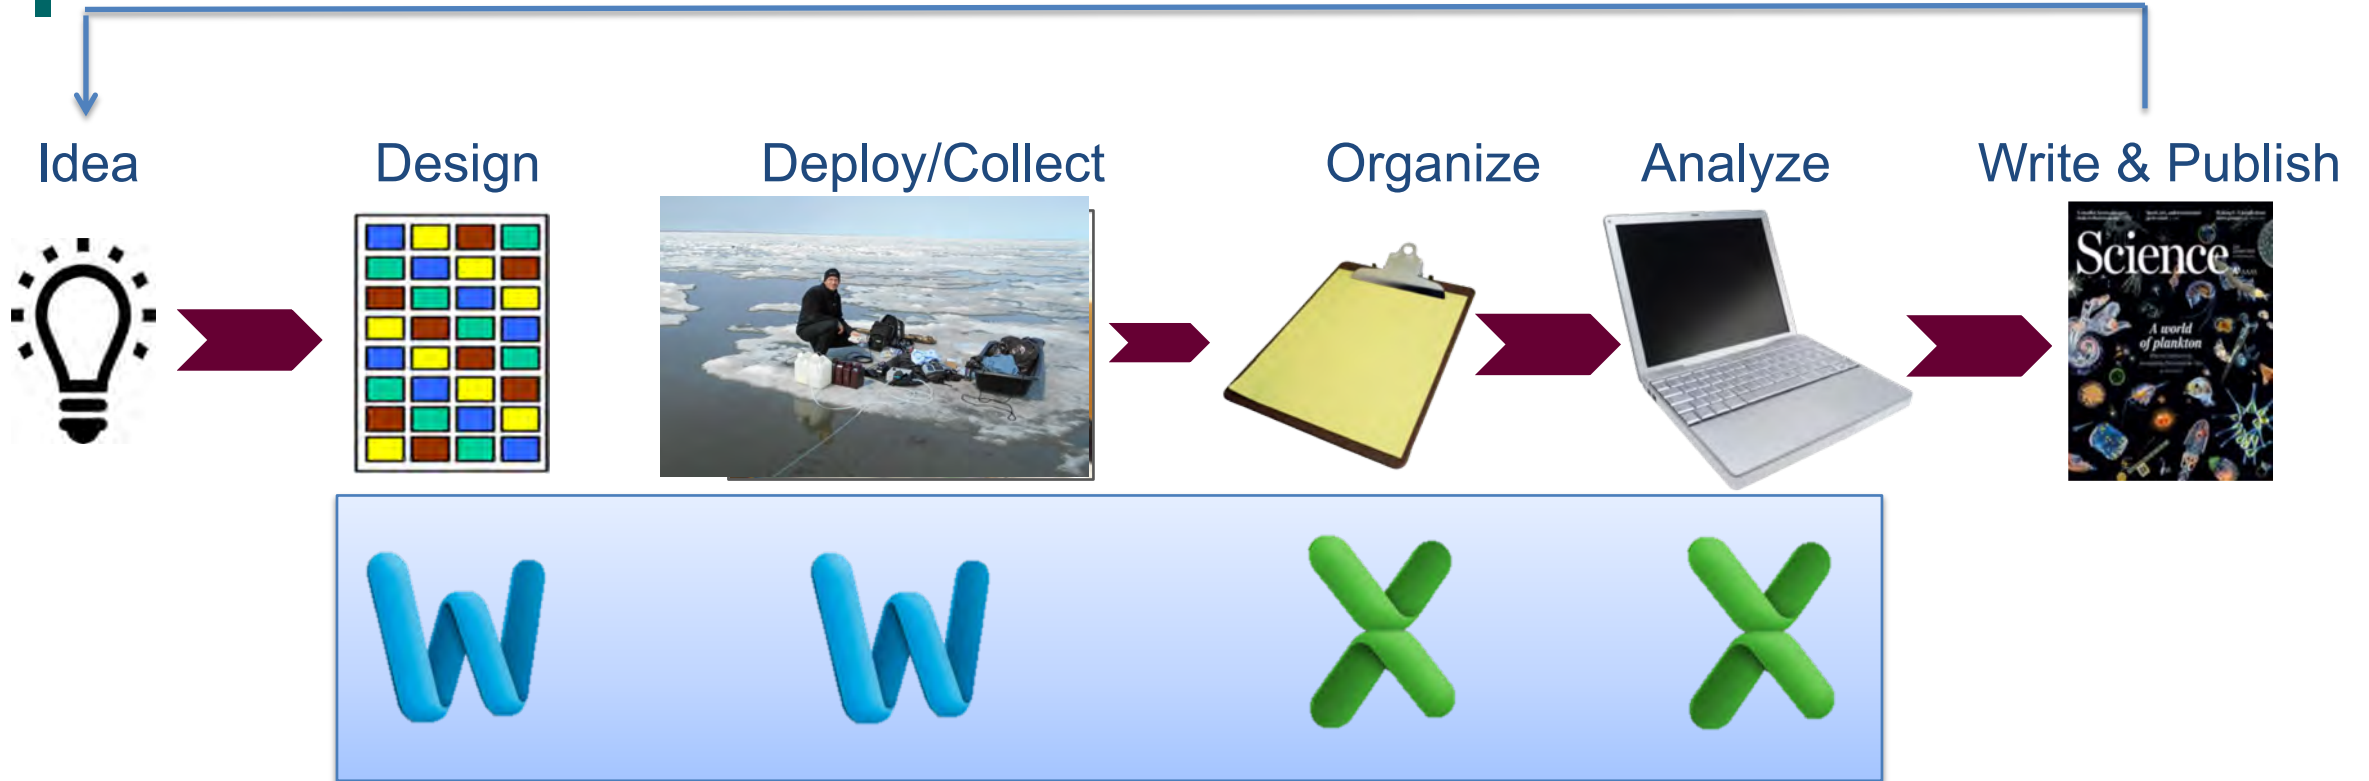 Idea
Design
Deploy/Collect
Organize
Analyze
Write & Publish
Science
A world
of plankton
W
W
X
X